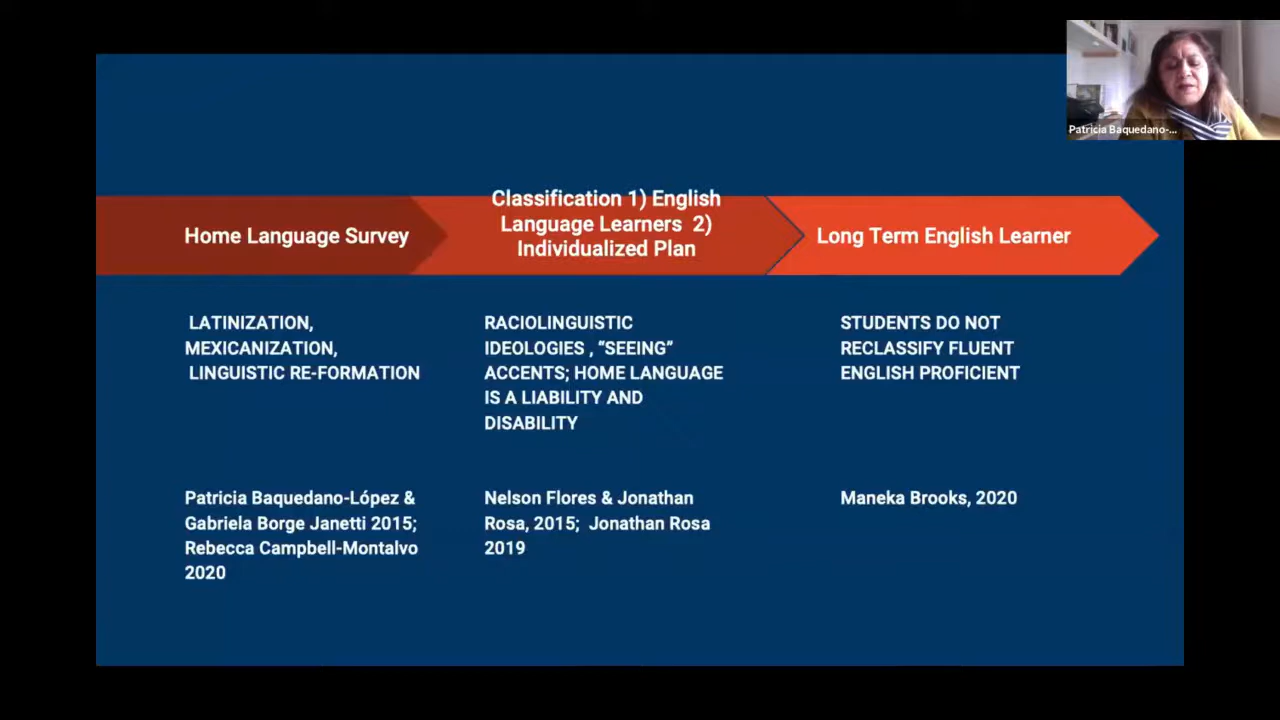 Patricia Baquedano-...
Home Language Survey
Classification 1) English
Language Learners 2)
Individualized Plan
Long Term English Learner
LATINIZATION,
MEXICANIZATION,
LINGUISTIC RE-FORMATION
RACIOLINGUISTIC
IDEOLOGIES , “SEEING”
ACCENTS; HOME LANGUAGE
IS A LIABILITY AND
DISABILITY
STUDENTS DO NOT
RECLASSIFY FLUENT
ENGLISH PROFICIENT
Patricia Baquedano-López &
Gabriela Borge Janetti 2015;
Rebecca Campbell-Montalvo
2020
Nelson Flores & Jonathan
Rosa, 2015; Jonathan Rosa
2019
Maneka Brooks, 2020